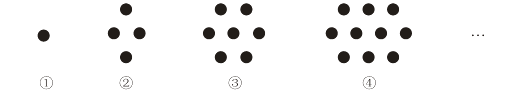 …
① ② ③ ④